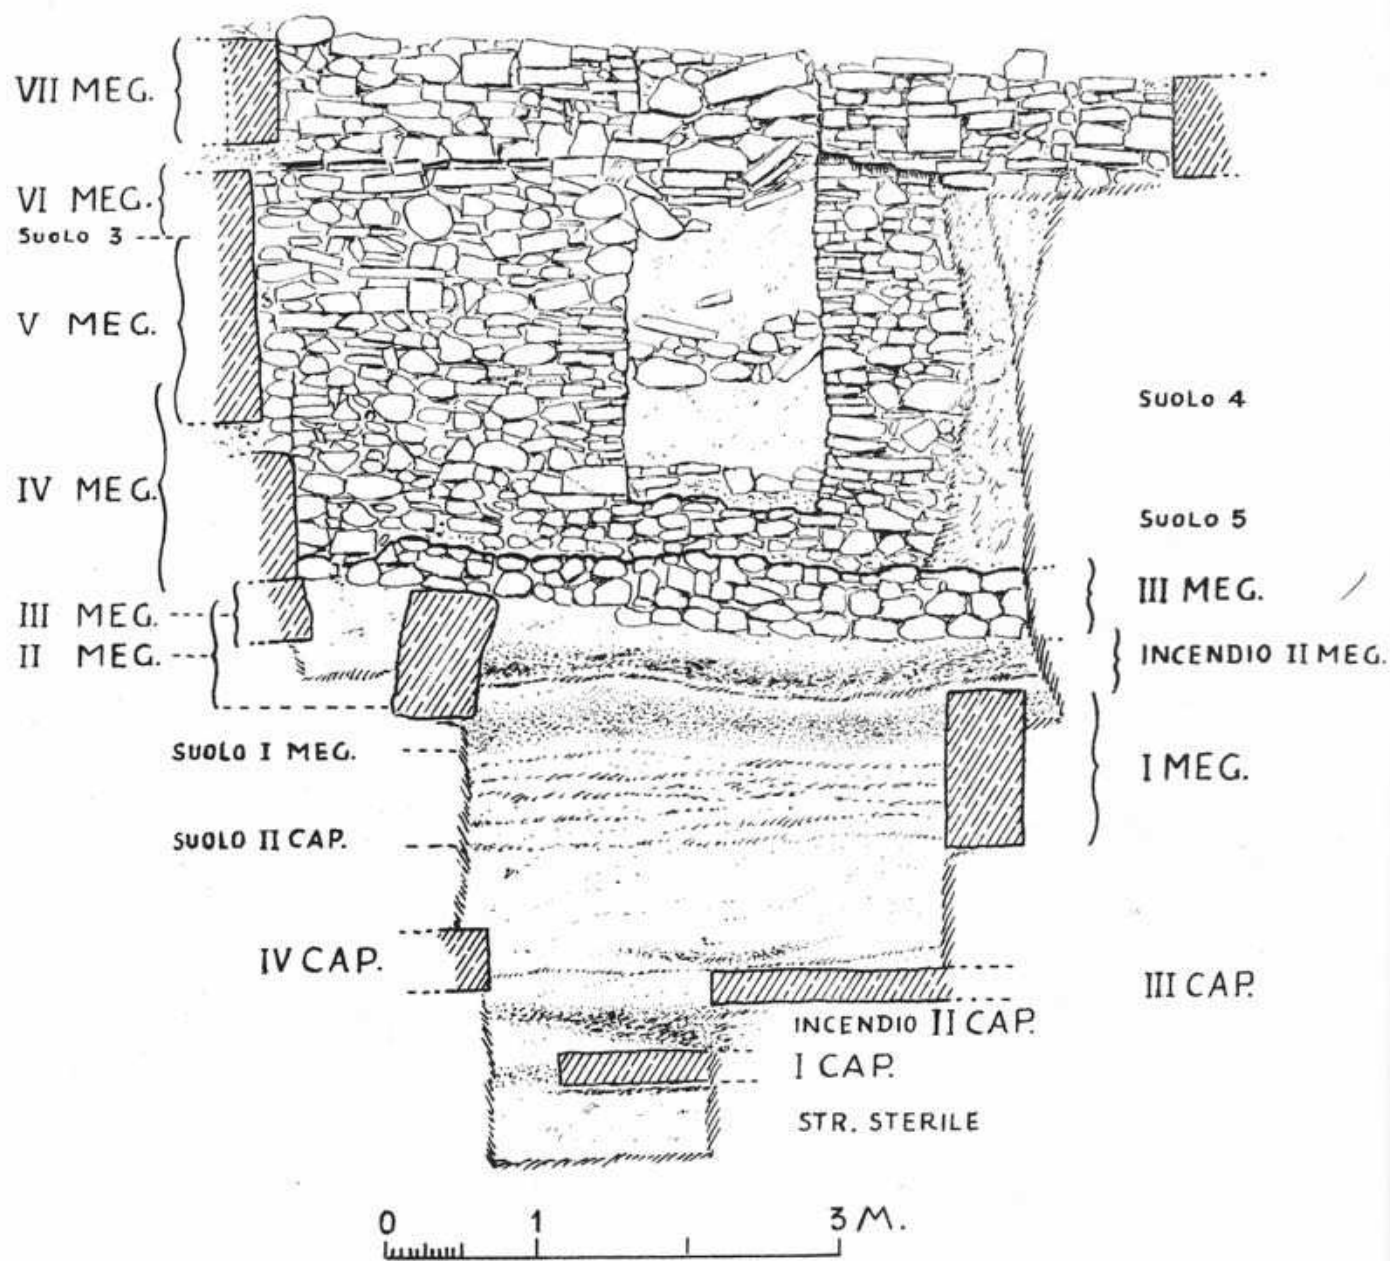 VII MEG.
VI MEG.
SUOLO 3
V MEG.
IV MEG.
III MEG.
II MEG.
SUOLO I MEG.
SUOLO II CAP.
IV CAP.
SUOLO 4
SUOLO 5
III MEG.
INCENDIO II MEG.
I MEG.
III CAP.
INCENDIO II CAP.
I CAP.
STR. STERILE
0 1 3 M.